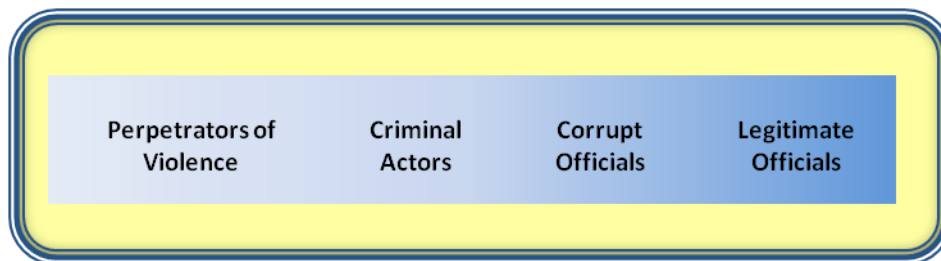 Perpetrators of
Violence
Criminal
Actors
Corrupt
Officials
Legitimate
Officials